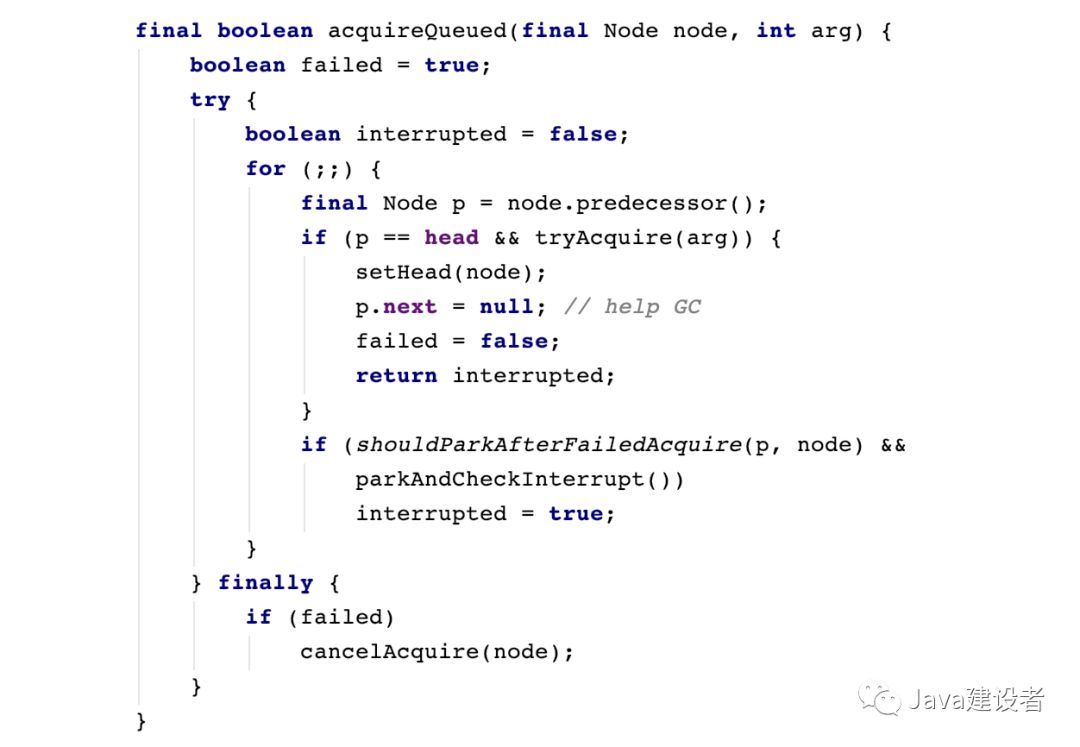 final boolean acquireQueued(final Node node, int arg) {
    boolean failed = true;
    try {
        boolean interrupted = false;
        for (;;) {
            final Node p = node.predecessor();
            if (p == head && tryAcquire(arg)) {
                setHead(node);
                p.next = null; // help GC
                failed = false;
                return interrupted;
            }
            if (shouldParkAfterFailedAcquire(p, node) &&
                parkAndCheckInterrupt())
                interrupted = true;
        }
    } finally {
        if (failed)
            cancelAcquire(node);
    }
}
Java建设者